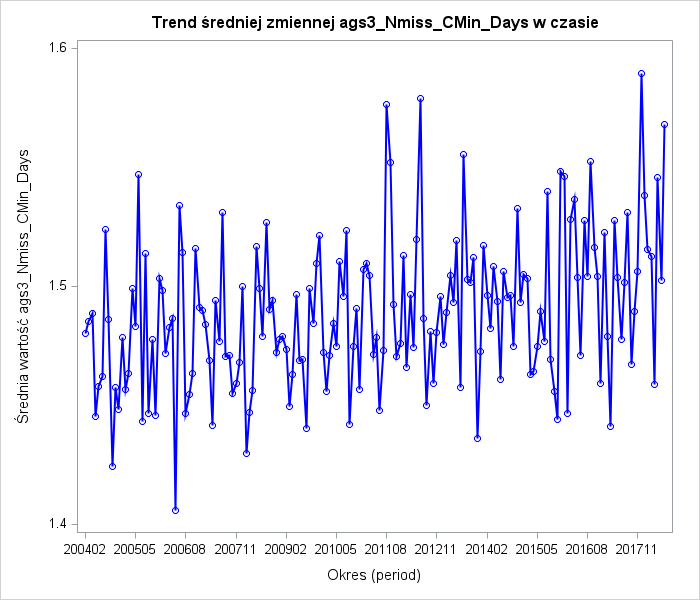 Trend średniej zmiennej ags3_Nmiss_CMin_Days w czasie
Średnia wartość ags3_Nmiss_CMin_Days
1.6
1.5
1.4
200402 200505 200608 200711 200902 201005 201108 201211 201402 201505 201608 201711
Okres (period)